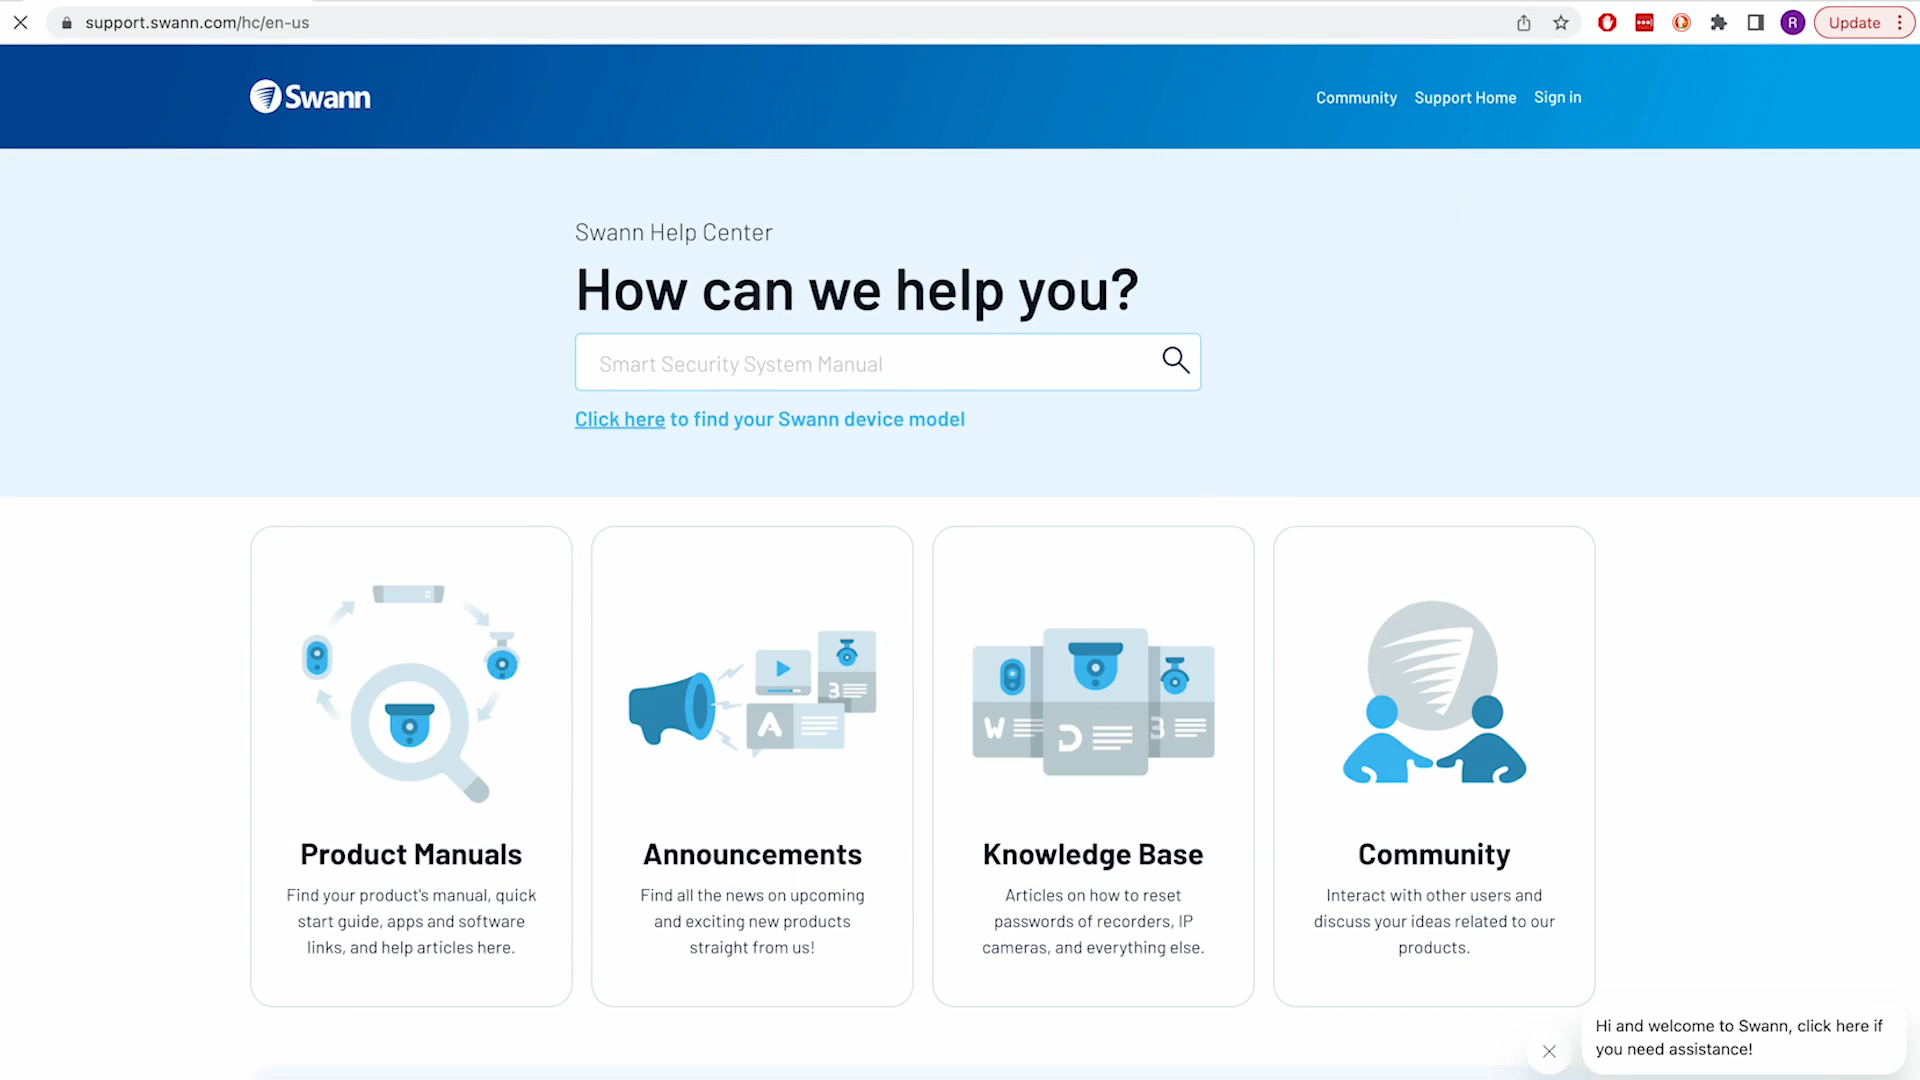 support.swann.com/hc/en-us
R
Update
Swann
Community
Support Home
Sign in
Swann Help Center
How can we help you?
Smart Security System Manual
Click here to find your Swann device model
3
A
W
D
3
Product Manuals
Find your product's manual, quick
start guide, apps and software
links, and help articles here.
Announcements
Find all the news on upcoming
and exciting new products
straight from us!
Knowledge Base
Articles on how to reset
passwords of recorders, IP
cameras, and everything else.
Community
Interact with other users and
discuss your ideas related to our
products.
Hi and welcome to Swann, click here if
you need assistance!